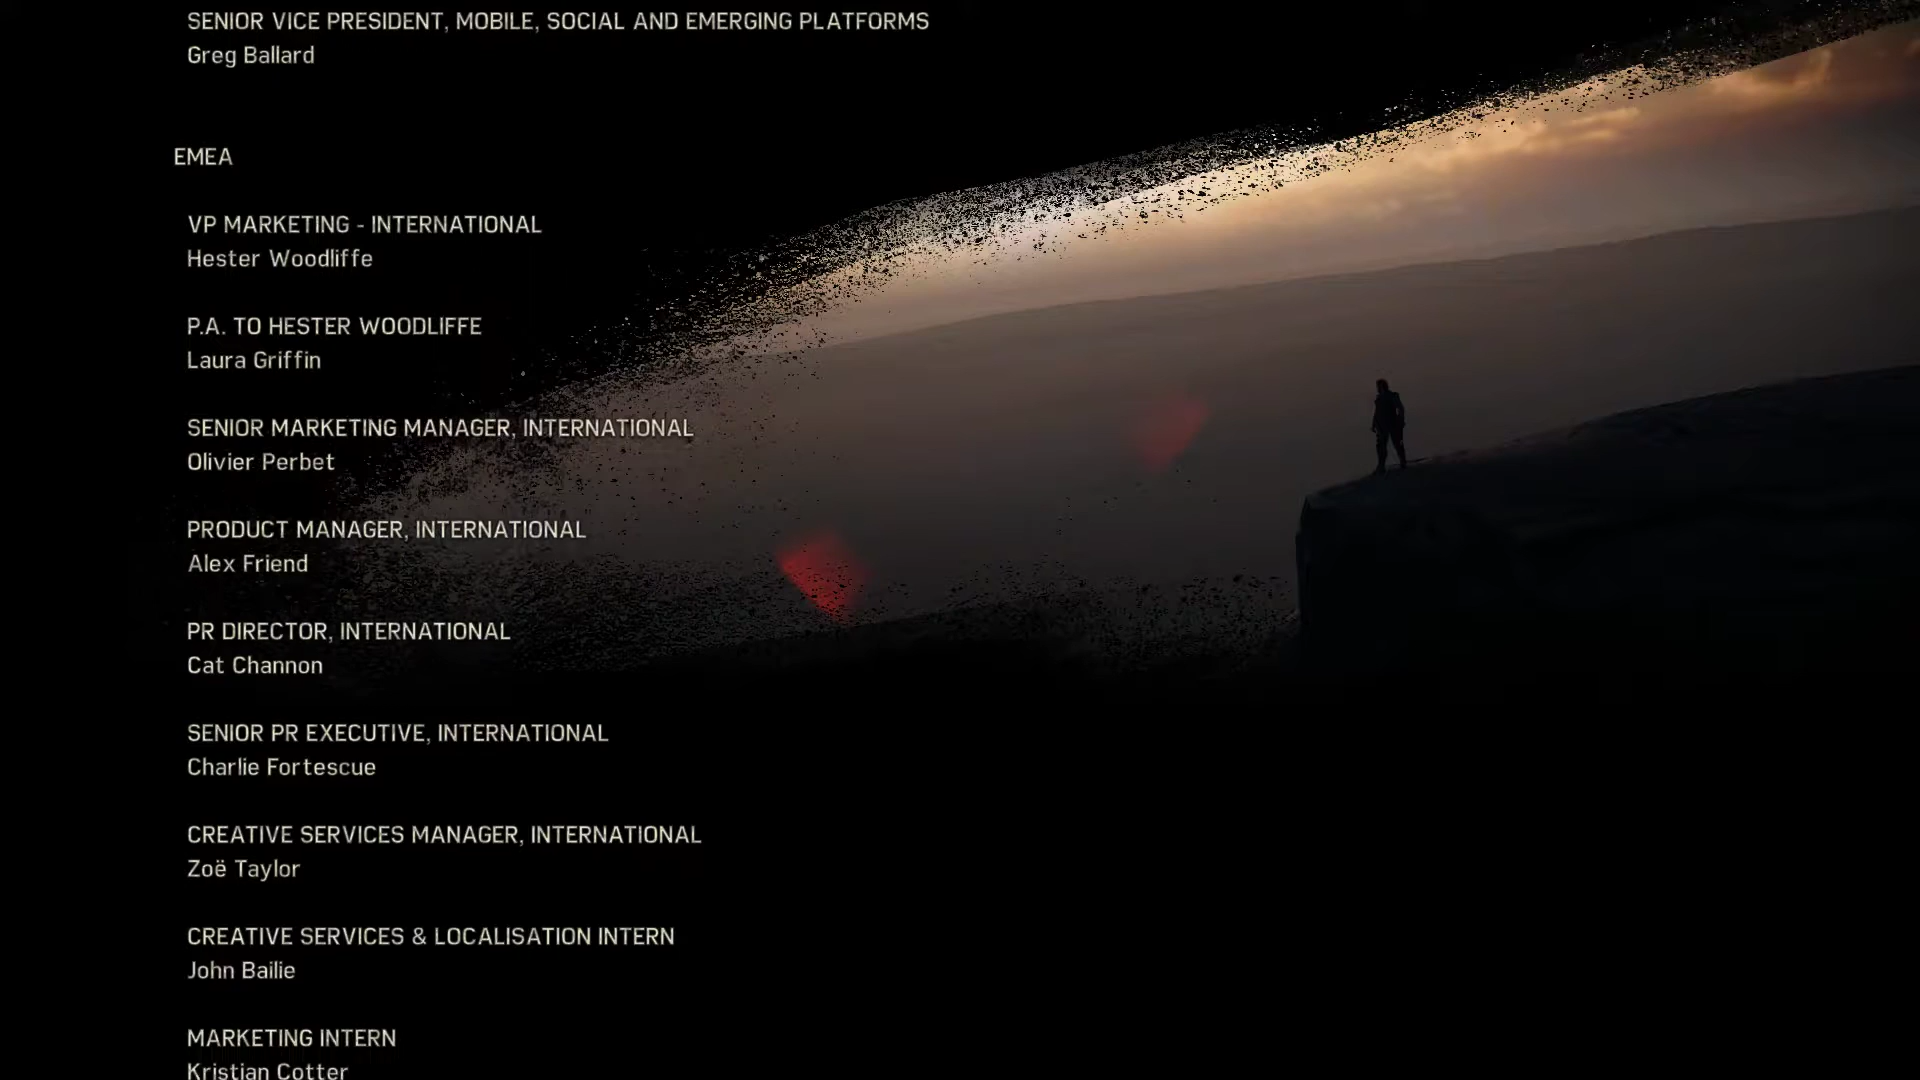 SENIOR VICE PRESIDENT, MOBILE, SOCIAL AND EMERGING PLATFORMS
Greg Ballard
EMEA
VP MARKETING - INTERNATIONAL
Hester Woodliffe
P.A. TO HESTER WOODLIFFE
Laura Griffin
SENIOR MARKETING MANAGER, INTERNATIONAL
Olivier Perbet
PRODUCT MANAGER, INTERNATIONAL
Alex Friend
PR DIRECTOR, INTERNATIONAL
Cat Channon
SENIOR PR EXECUTIVE, INTERNATIONAL
Charlie Fortescue
CREATIVE SERVICES MANAGER, INTERNATIONAL
Zoë Taylor
CREATIVE SERVICES & LOCALISATION INTERN
John Bailie
MARKETING INTERN
Kristian Cotter